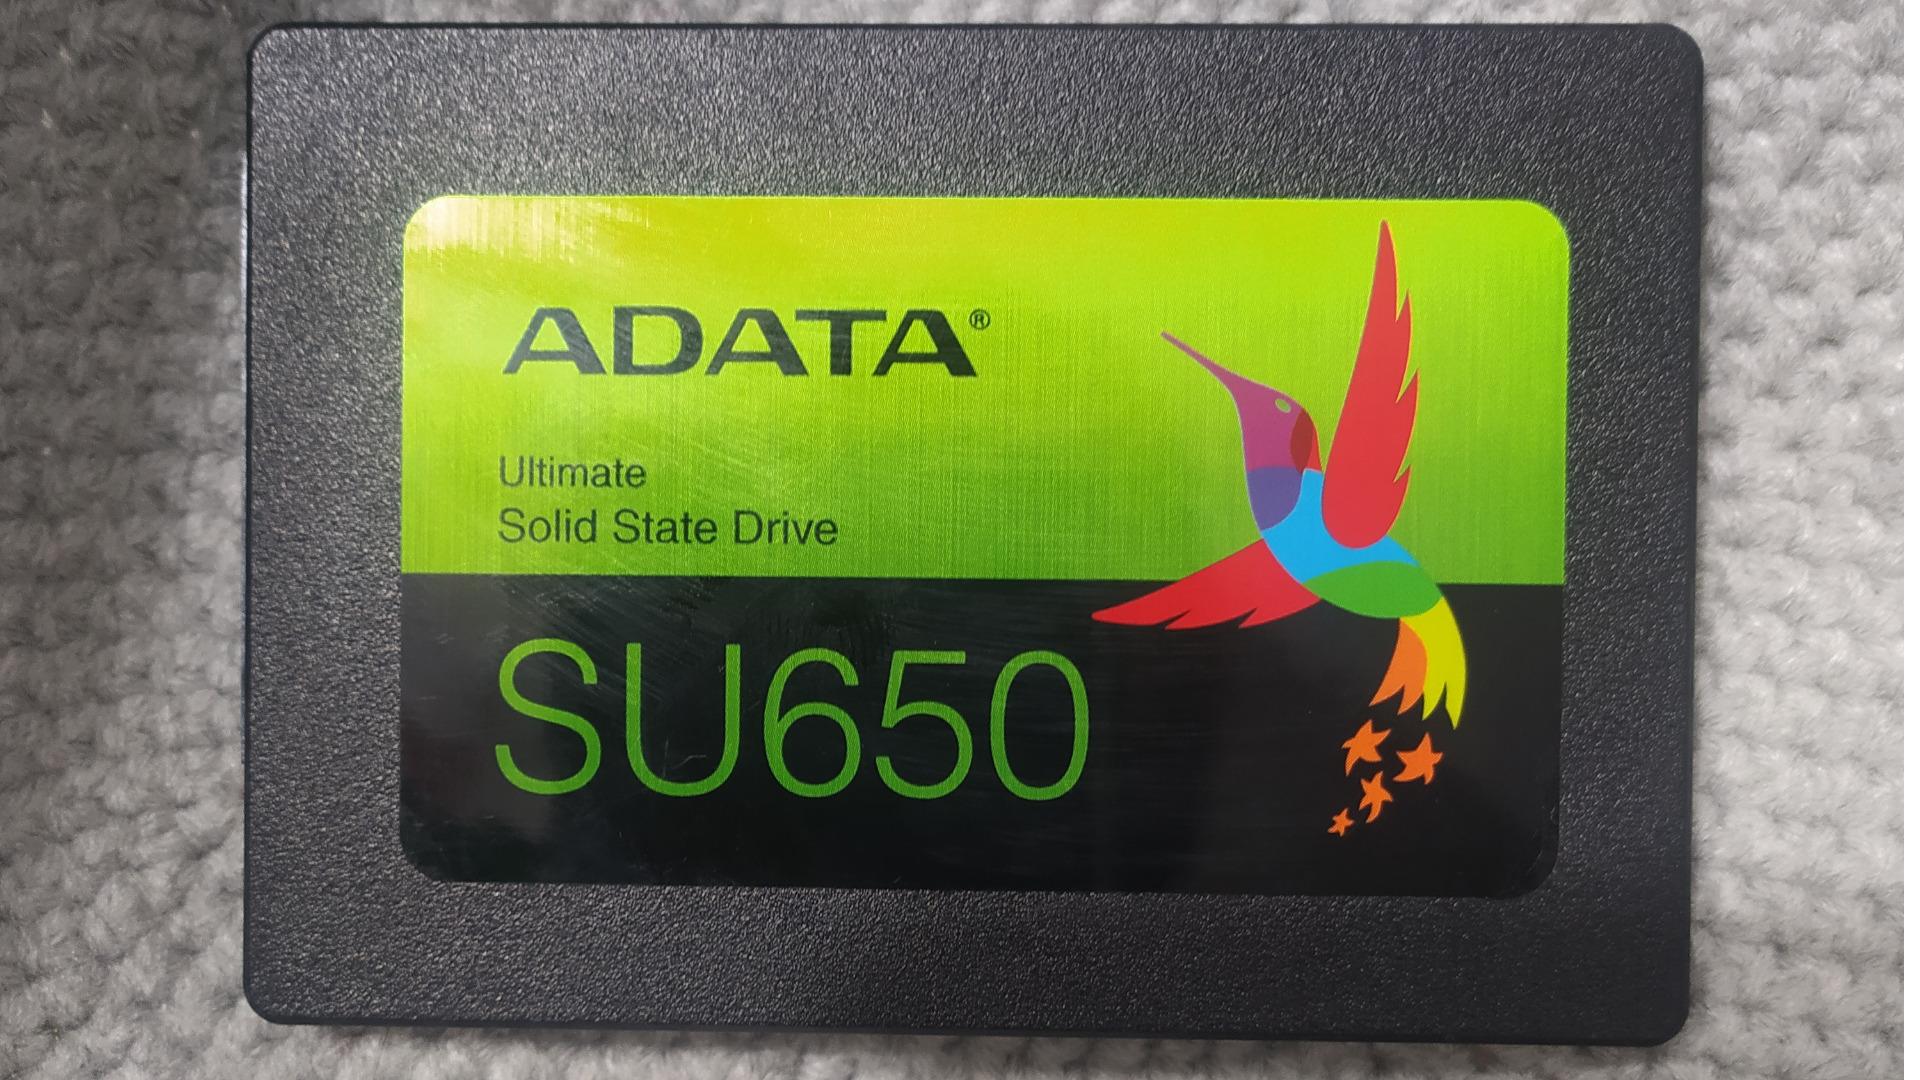 ADATA®
Ultimate
Solid State Drive
SU650